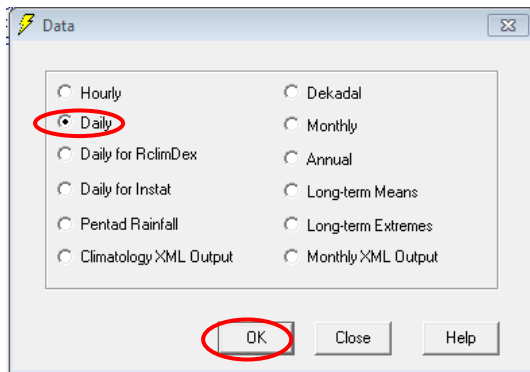 Data
Hourly
Dekadal
Daily
Monthly
Daily for RclimDex
Annual
Daily for Instat
Long-term Means
Pentad Rainfall
Long-term Extremes
Climatology XML Output
Monthly XML Output
OK
Close
Help